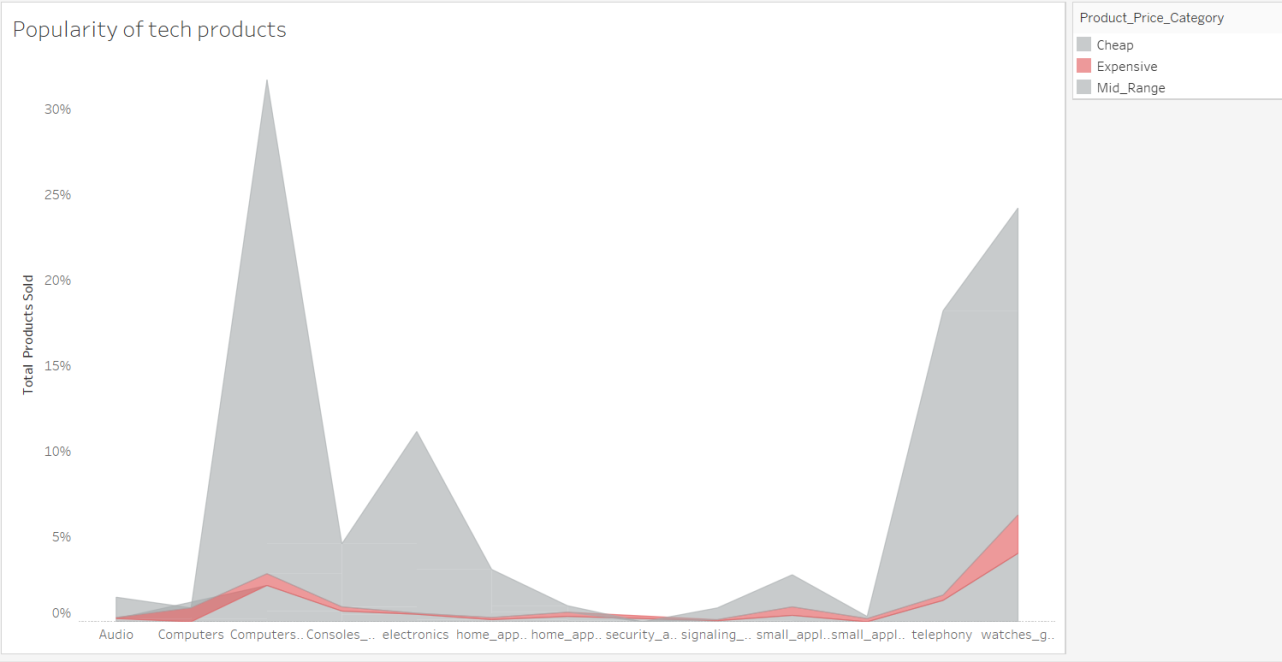 Popularity of tech products
Product_Price_Category
Cheap
Expensive
Mid_Range
Total Products Sold
30%
25%
20%
15%
10%
5%
0%
Audio Computers Computers.. Consoles_.. electronics home_app.. home_app.. security_a.. signaling_.. small_appl.. small_appl.. telephony watches_g..